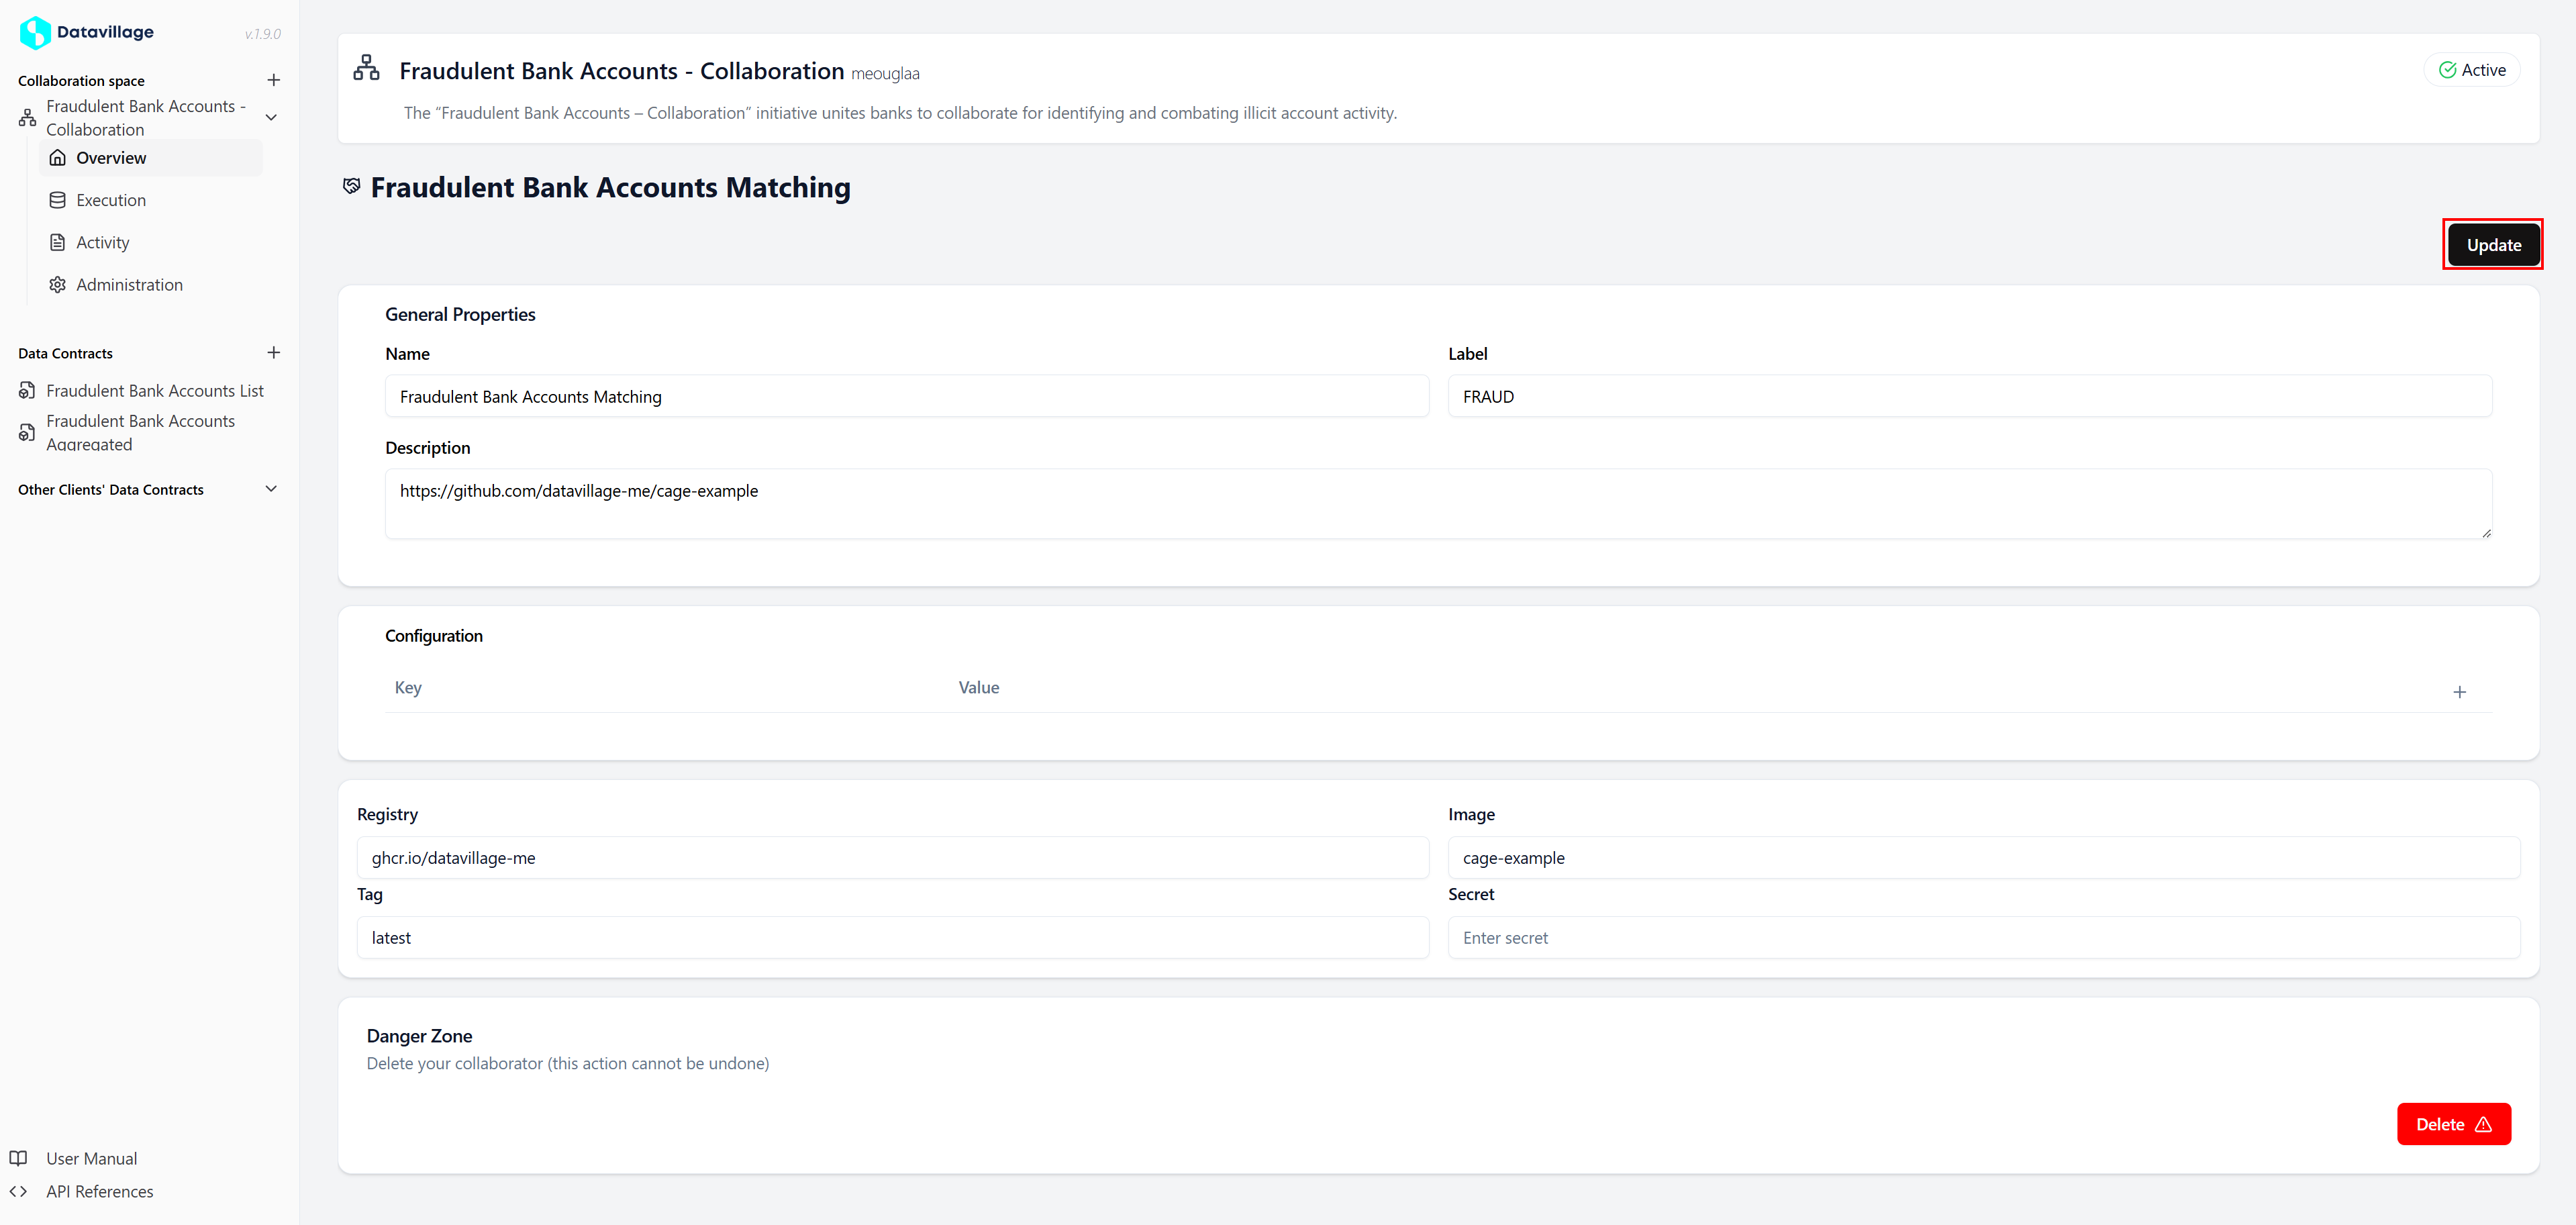 Datavillage
v.1.9.0
Collaboration space
Fraudulent Bank Accounts -
Collaboration
Overview
Execution
Activity
Administration
Data Contracts
Fraudulent Bank Accounts List
Fraudulent Bank Accounts
Aggregated
Other Clients' Data Contracts
User Manual
API References
Fraudulent Bank Accounts - Collaboration meouglaa
Active
The “Fraudulent Bank Accounts – Collaboration” initiative unites banks to collaborate for identifying and combating illicit account activity.
Fraudulent Bank Accounts Matching
Update
General Properties
Name
Label
Fraudulent Bank Accounts Matching
FRAUD
Description
https://github.com/datavillage-me/cage-example
Configuration
Key
Value
Registry
Image
ghcr.io/datavillage-me
cage-example
Tag
Secret
latest
Enter secret
Danger Zone
Delete your collaborator (this action cannot be undone)
Delete